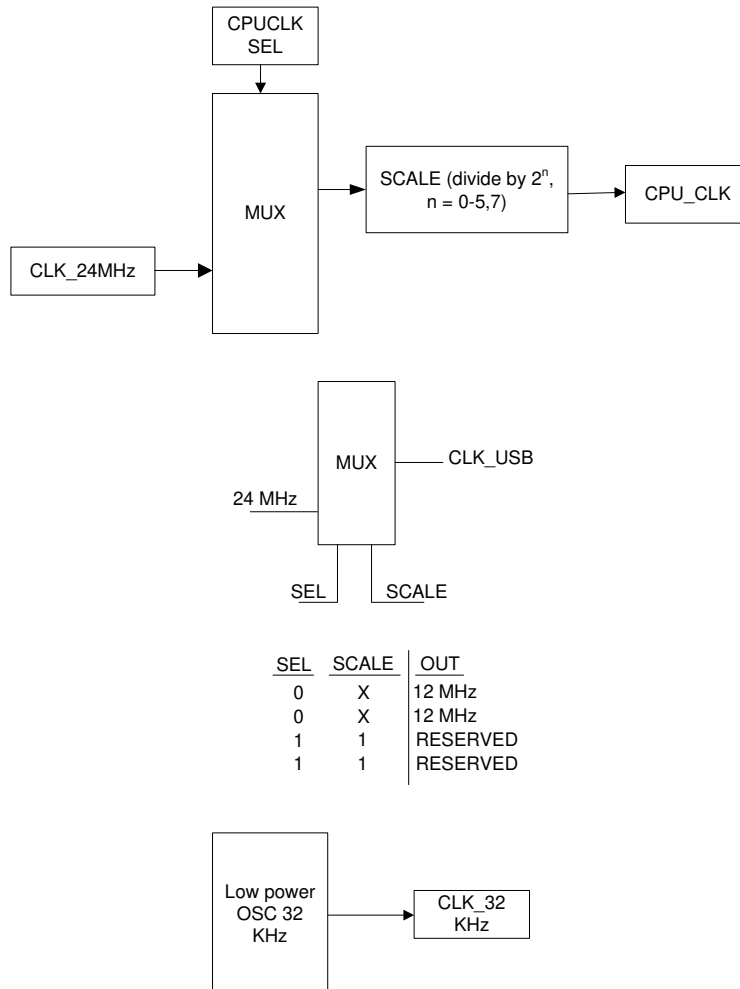 CPUCLK
SEL
MUX
SCALE (divide by 2ⁿ,
n = 0-5,7)
CPU_CLK
CLK_24MHz
MUX
CLK_USB
24 MHz
SEL SCALE
SEL SCALE OUT
0 X 12 MHz
0 X 12 MHz
1 1 RESERVED
1 1 RESERVED
Low power
OSC 32
KHz
CLK_32
KHz